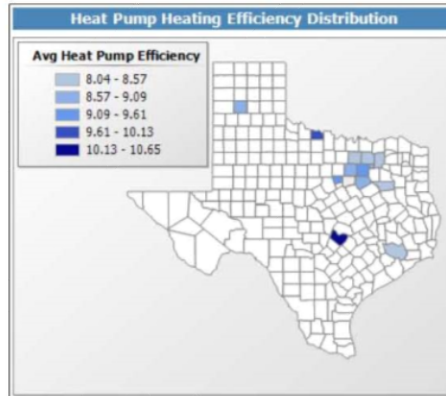 Heat Pump Heating Efficiency Distribution
Avg Heat Pump Efficiency
8.04 - 8.57
8.57 - 9.09
9.09 - 9.61
9.61 - 10.13
10.13 - 10.65